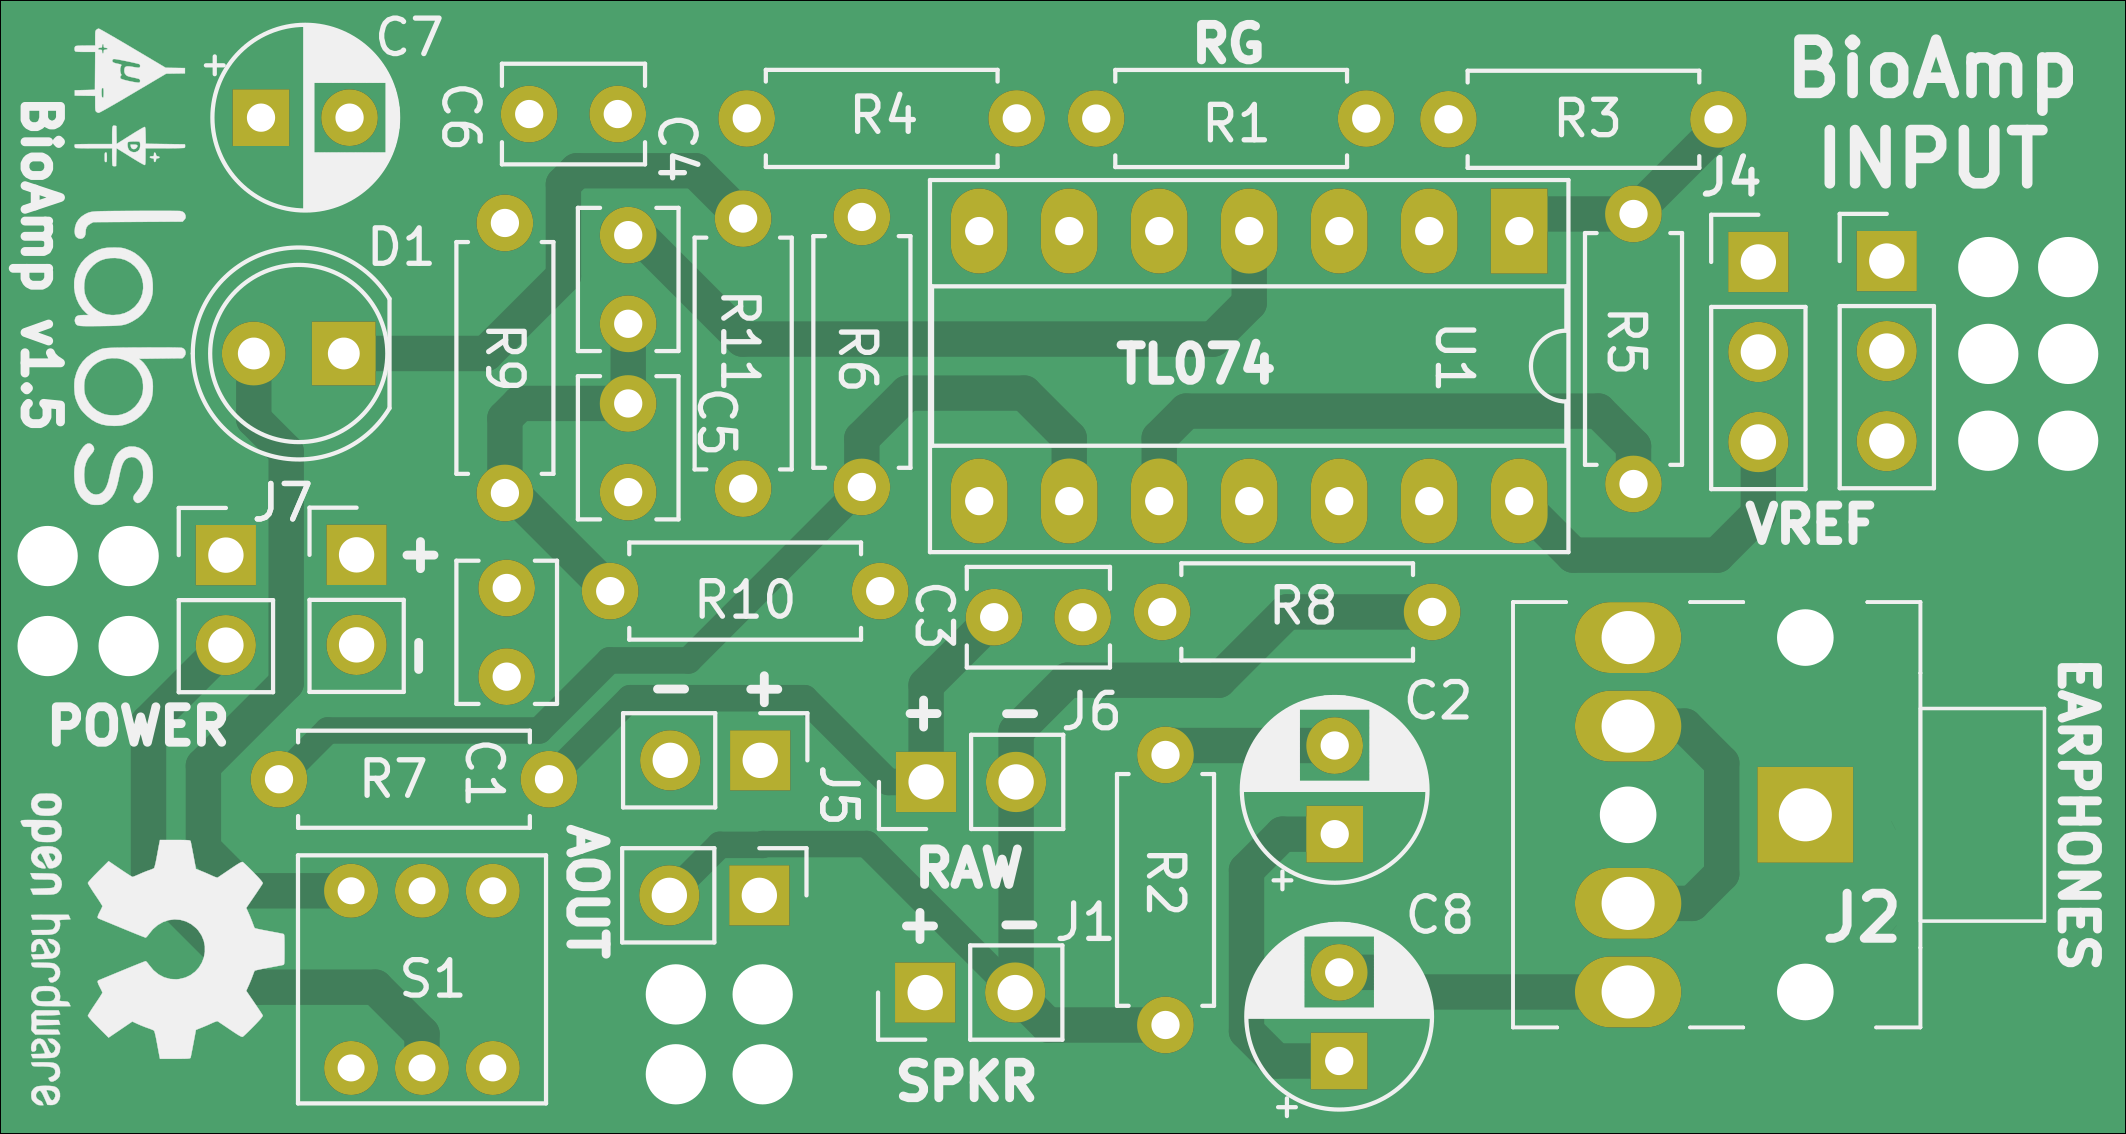 C7
RG
BioAmp
INPUT
+
C6
R4
R1
R3
C4
J4
µ
+
-
D
-
+
BioAmp v1.5
labs
D1
R9
R11
R6
TL074
U1
R5
C5
J7
VREF
+
-
R10
C3
R8
POWER
-
+
+
-
J6
C2
EARPHONES
R7
C1
J5
AOUT
RAW
R2
+
J2
open hardware
S1
+
-
J1
C8
SPKR
+